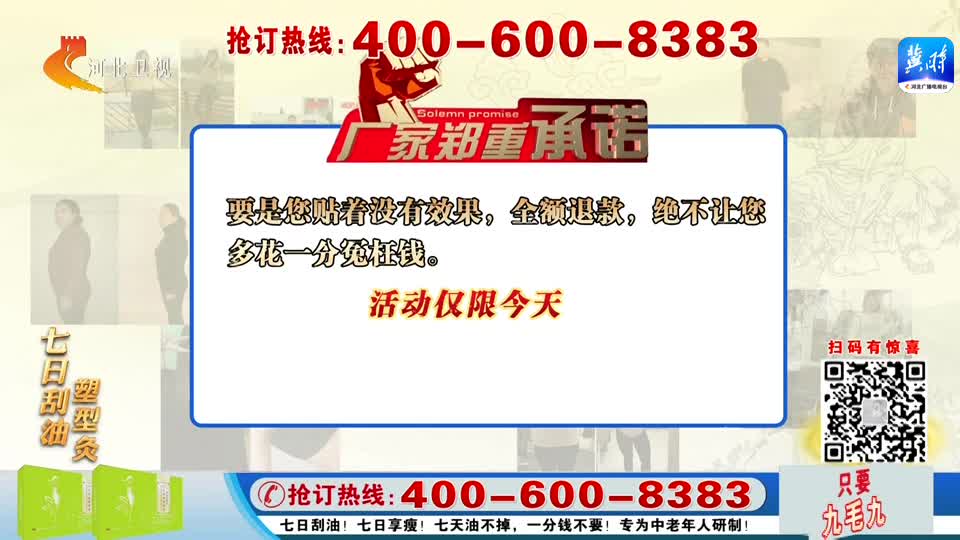 抢订热线:400-600-8383
河北卫视
冀时
河北广播电视台
Solemn promise
厂家郑重承诺
要是您贴着没有效果，全额退款，绝不让您
多花一分冤枉钱。
活动仅限今天
七日刮油
塑型灸
扫码有惊喜
抢订热线:400-600-8383
七日刮油！七日享瘦！七天油不掉，一分钱不要！专为中老年人研制！
只要
九毛九